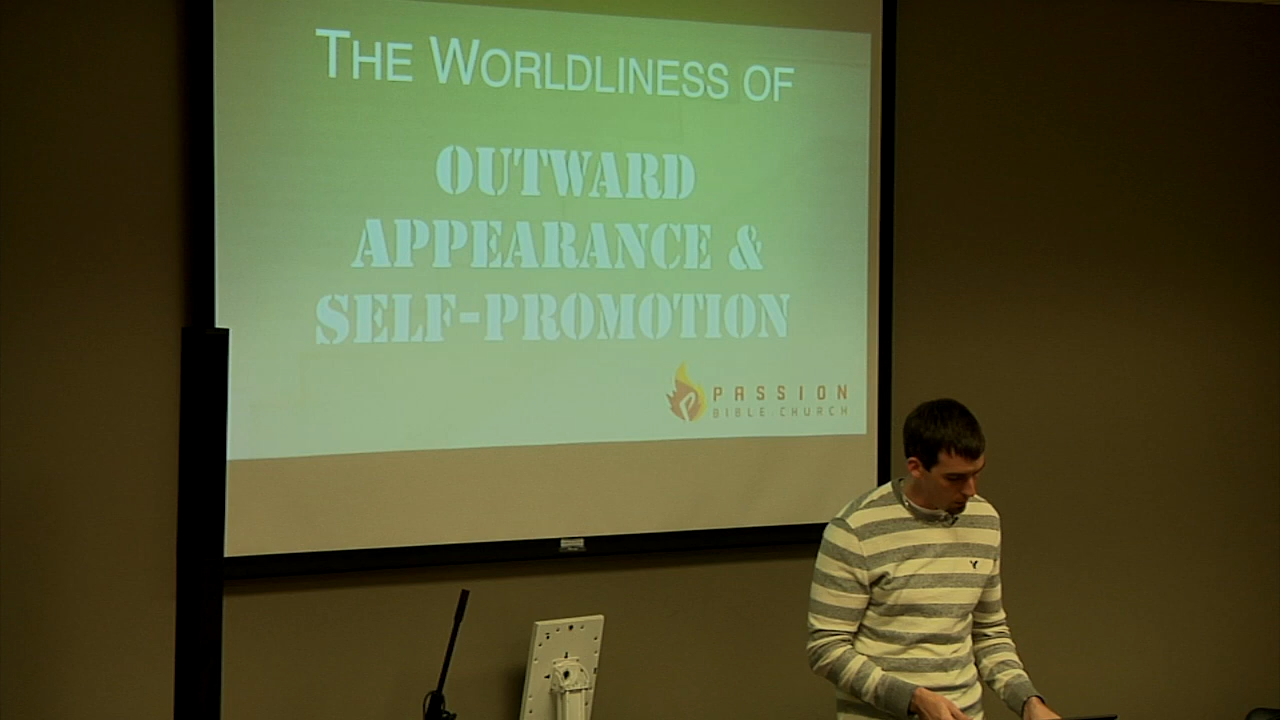 THE WORLDLINESS OF
OUTWARD
APPEARANCE &
SELF-PROMOTION
PASSION
BIBLE.CHURCH